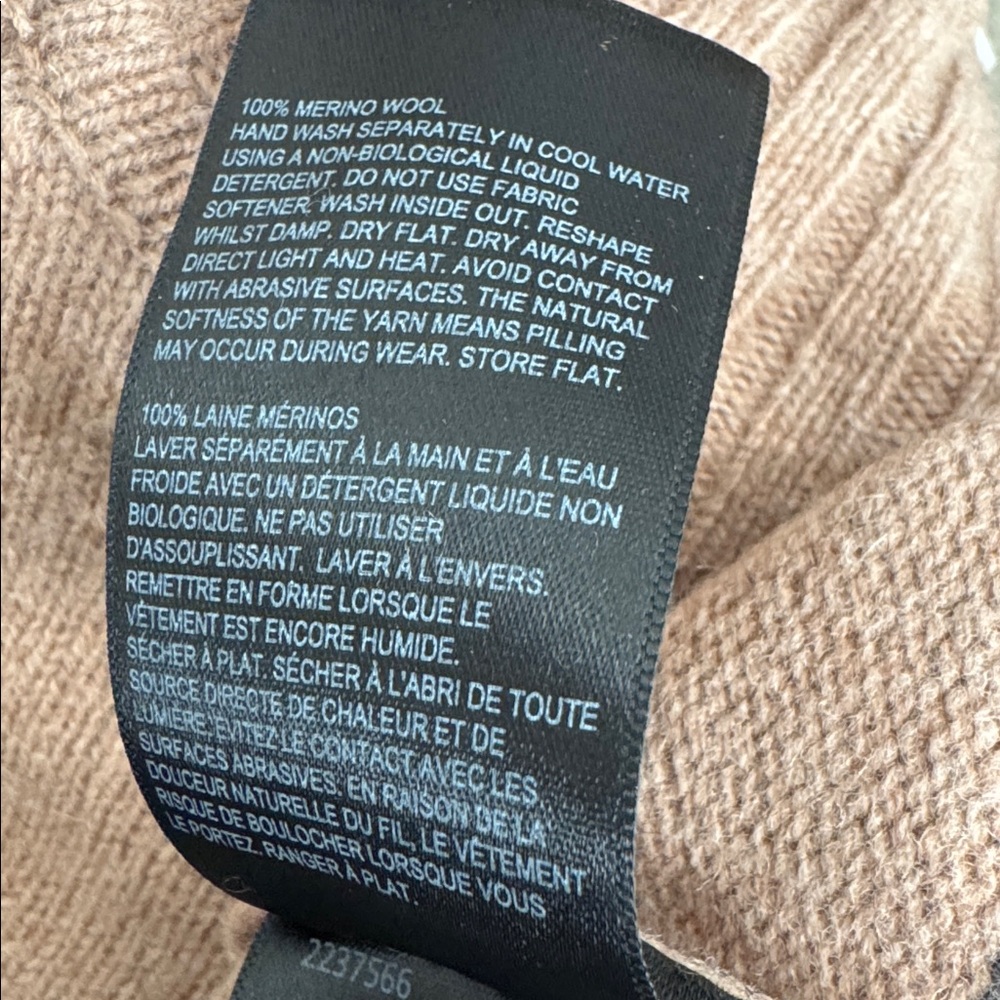 100% MERINO WOOL
HAND WASH SEPARATELY IN COOL WATER
USING A NON-BIOLOGICAL LIQUID
DETERGENT. DO NOT USE FABRIC
SOFTENER. WASH INSIDE OUT. RESHAPE
WHILST DAMP. DRY FLAT. DRY AWAY FROM
DIRECT LIGHT AND HEAT. AVOID CONTACT
WITH ABRASIVE SURFACES. THE NATURAL
SOFTNESS OF THE YARN MEANS PILLING
MAY OCCUR DURING WEAR. STORE FLAT.
100% LAINE MÉRINOS
LAVER SÉPARÉMENT À LA MAIN ET À L'EAU
FROIDE AVEC UN DÉTERGENT LIQUIDE NON
BIOLOGIQUE. NE PAS UTILISER
D'ASSOUPLISSANT. LAVER À L'ENVERS.
REMETTRE EN FORME LORSQUE LE
VÊTEMENT EST ENCORE HUMIDE.
SÉCHER À PLAT. SÉCHER À L'ABRI DE TOUTE
SOURCE DIRECTE DE CHALEUR ET DE
LUMIÈRE. ÉVITEZ LE CONTACT AVEC LES
SURFACES ABRASIVES. EN RAISON DE LA
DOUCEUR NATURELLE DU FIL, LE VÊTEMENT
RISQUE DE BOULOCHER LORSQUE VOUS
LE PORTEZ. RANGER À PLAT.
2237566